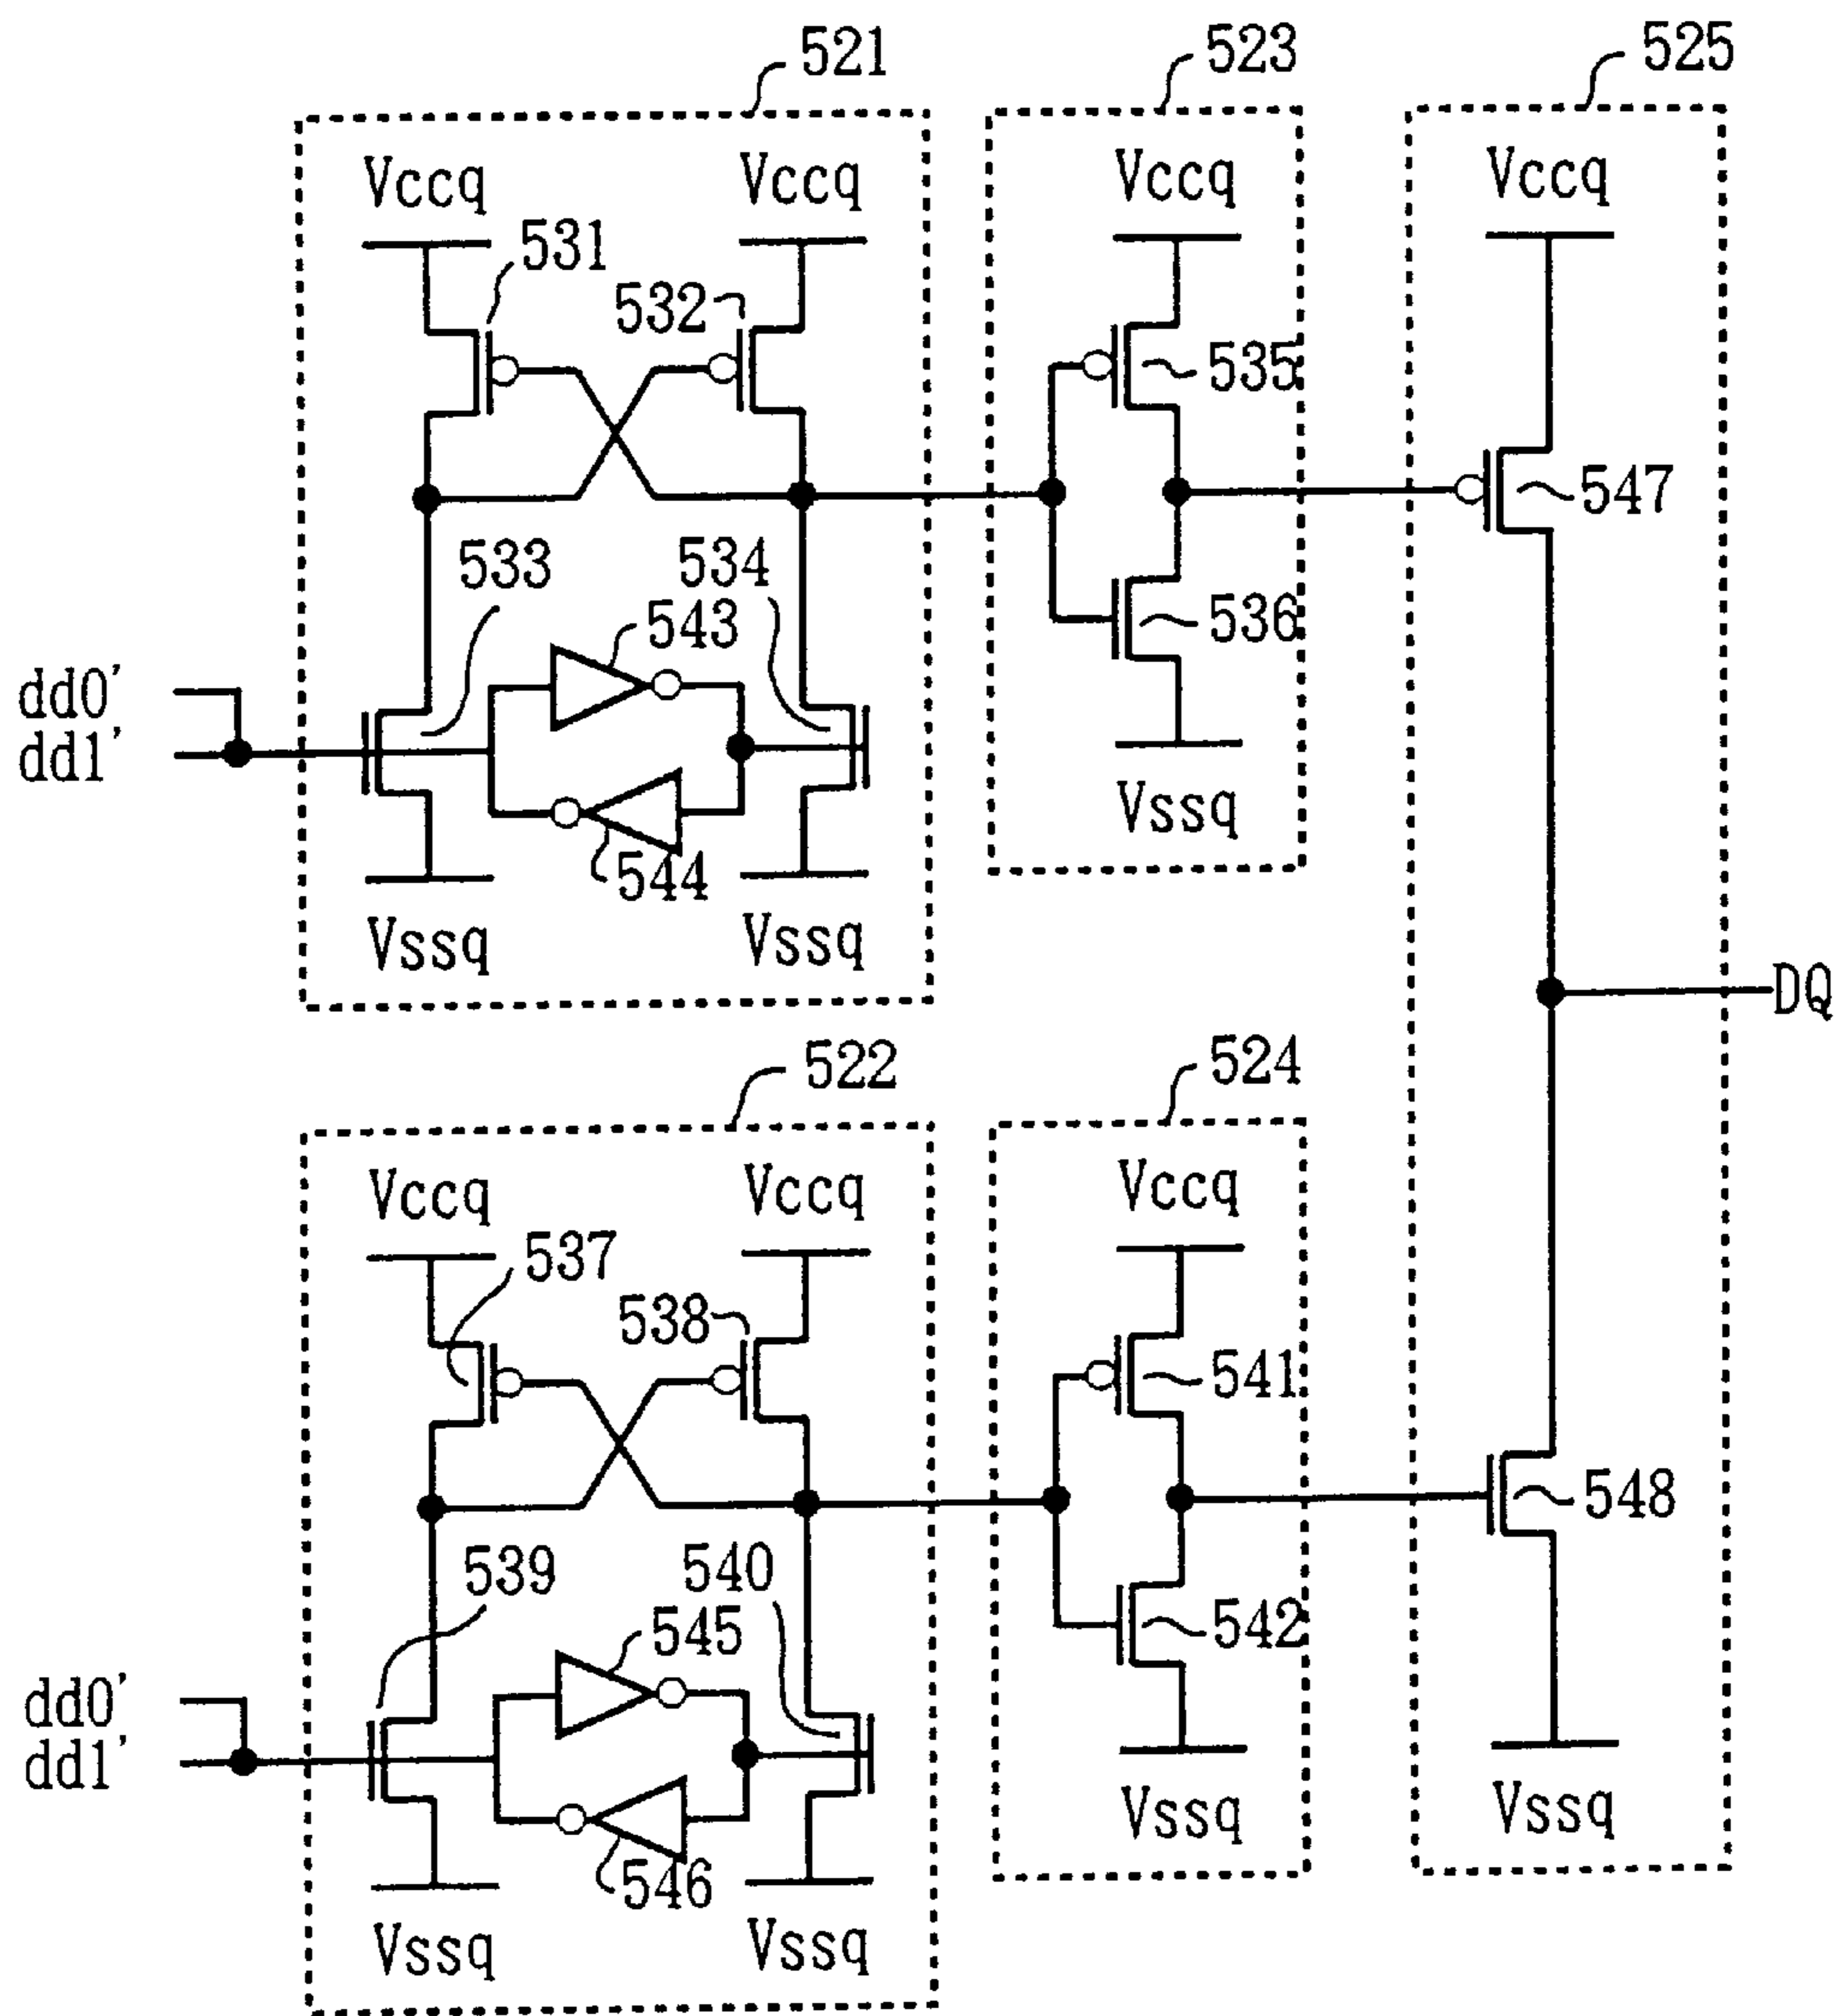 521
523
525
Vccq
Vccq
Vccq
Vccq
531
532
535
547
533
534
543
536
dd0'
dd1'
544
Vssq
Vssq
Vssq
DQ
522
524
Vccq
Vccq
Vccq
537
538
541
548
539
540
545
542
dd0'
dd1'
546
Vssq
Vssq
Vssq
Vssq